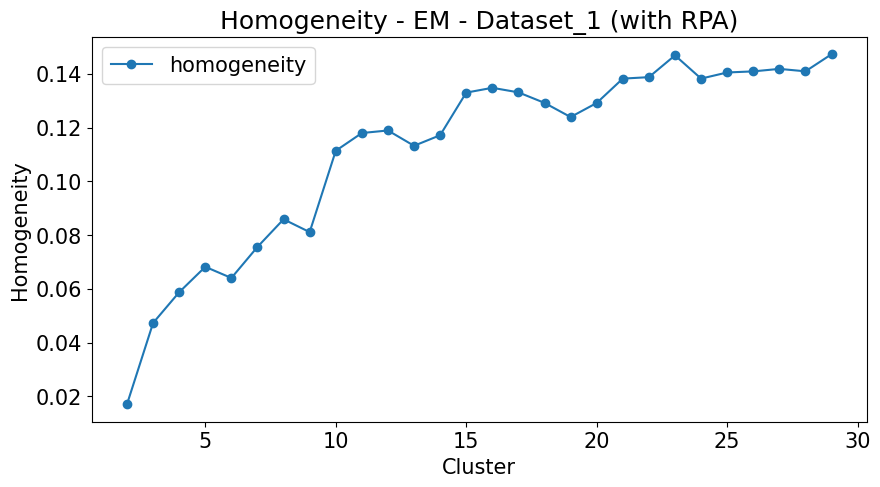 Homogeneity - EM - Dataset_1 (with RPA)
homogeneity
Homogeneity
0.14
0.12
0.10
0.08
0.06
0.04
0.02
5 10 15 20 25 30
Cluster